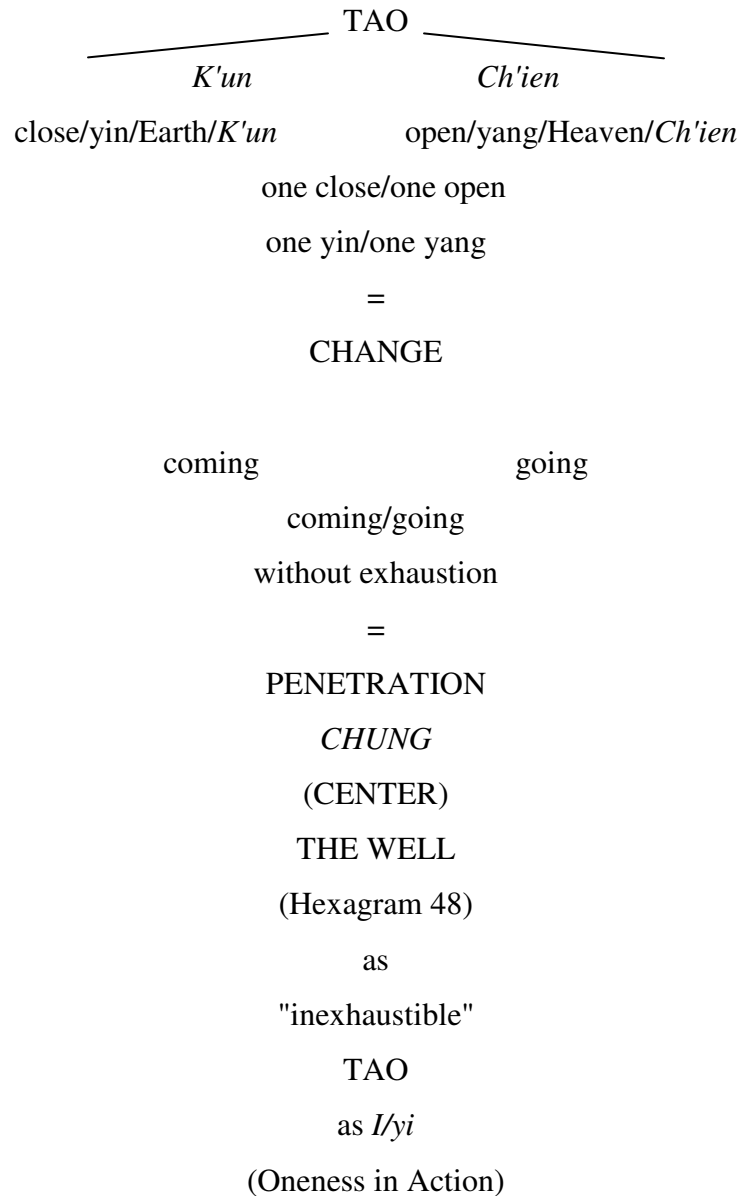 TAO
K'un Ch'ien
close/yin/Earth/K'un open/yang/Heaven/Ch'ien
one close/one open
one yin/one yang
=
CHANGE
coming going
coming/going
without exhaustion
=
PENETRATION
CHUNG
(CENTER)
THE WELL
(Hexagram 48)
as
"inexhaustible"
TAO
as I/yi
(Oneness in Action)